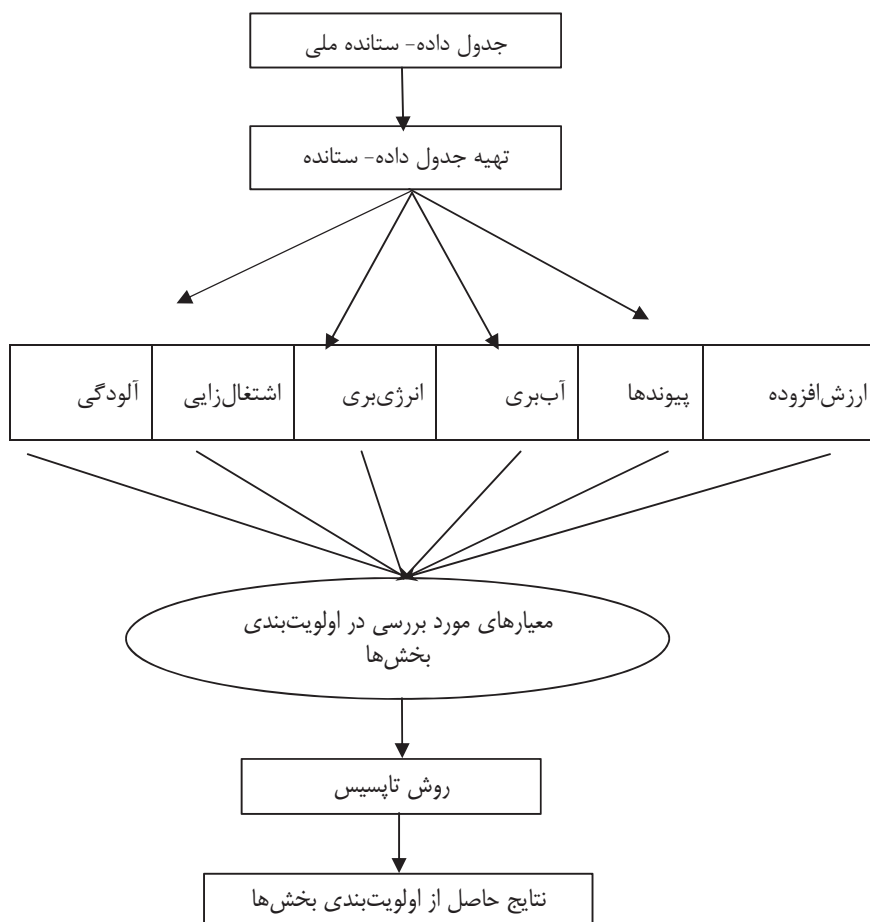 جدول داده- ستانده ملی
تهیه جدول داده- ستانده
ارزش‌افزوده
پیوندها
آب‌بری
انرژی‌بری
اشتغال‌زایی
آلودگی
معیارهای مورد بررسی در اولویت‌بندی
بخش‌ها
روش تاپسیس
نتایج حاصل از اولویت‌بندی بخش‌ها